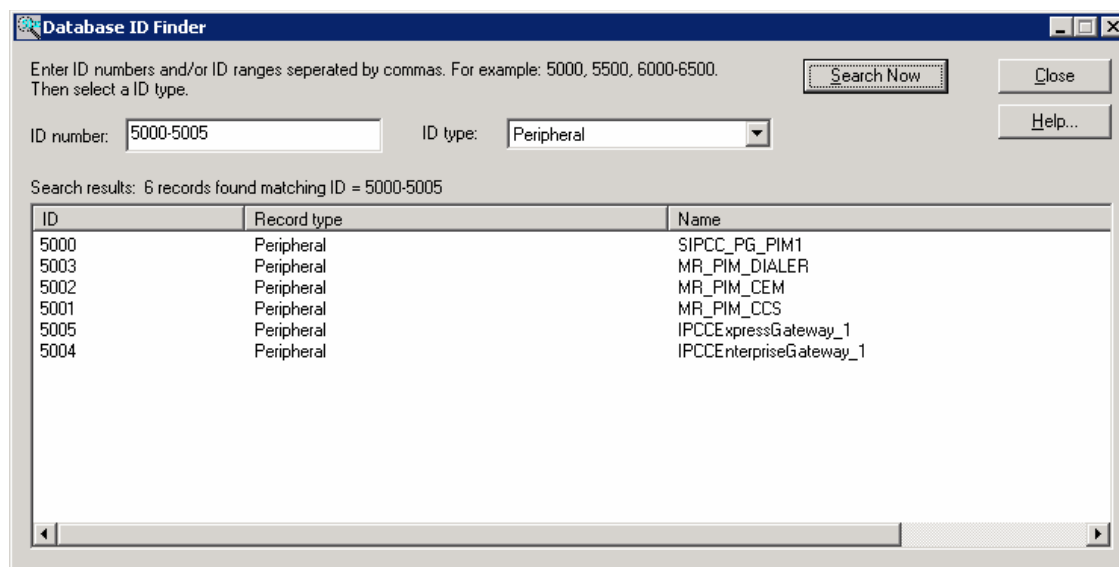 Database ID Finder
Enter ID numbers and/or ID ranges seperated by commas. For example: 5000, 5500, 6000-6500.
Then select a ID type.
Search Now
Close
Help...
ID number: 5000-5005 ID type: Peripheral
Search results: 6 records found matching ID = 5000-5005
ID Record type Name
5000 Peripheral SIPCC_PG_PIM1
5003 Peripheral MR_PIM_DIALER
5002 Peripheral MR_PIM_CEM
5001 Peripheral MR_PIM_CCS
5005 Peripheral IPCCExpressGateway_1
5004 Peripheral IPCCEnterpriseGateway_1